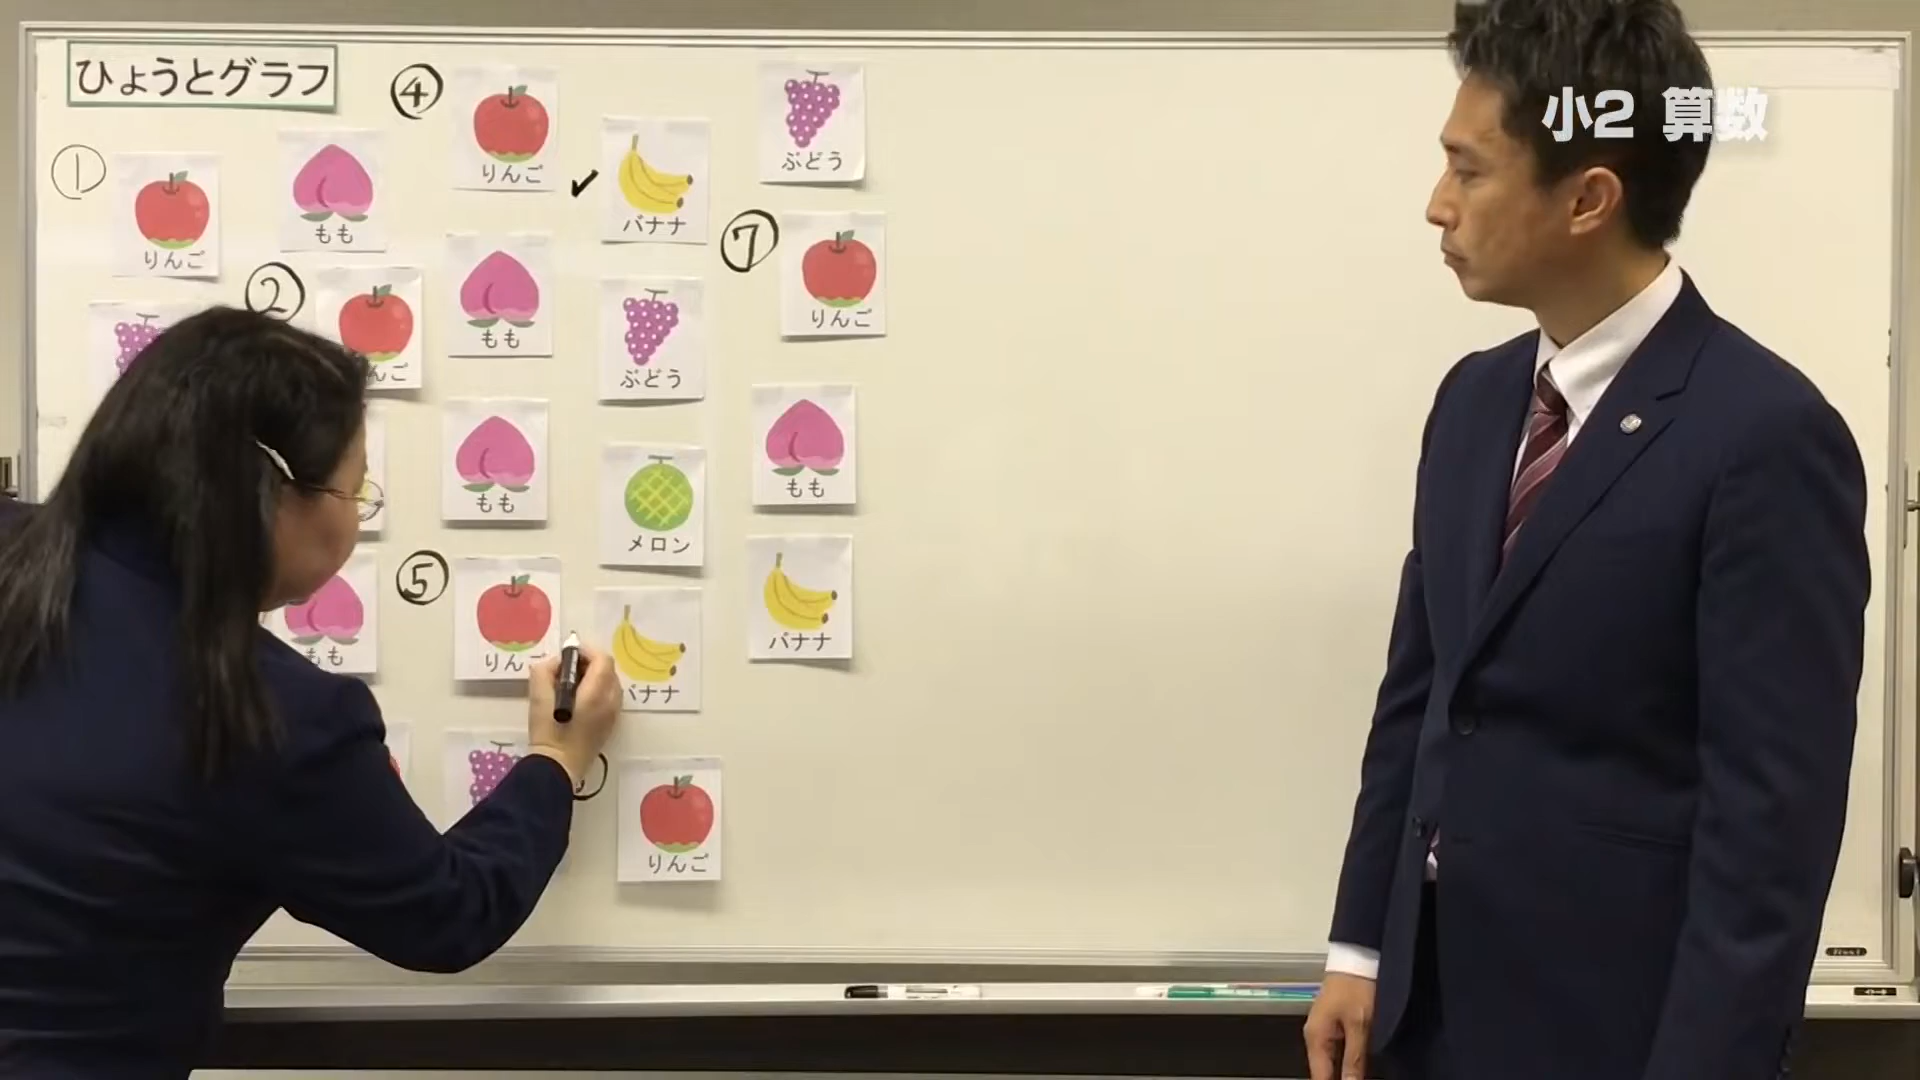 ひょうとグラフ
小2 算数
①
りんご
もも
②
んご
もも
④
りんご
もも
もも
⑤
りん
✓
バナナ
ぶどう
メロン
バナナ
りんご
ぶどう
⑦
りんご
もも
バナナ